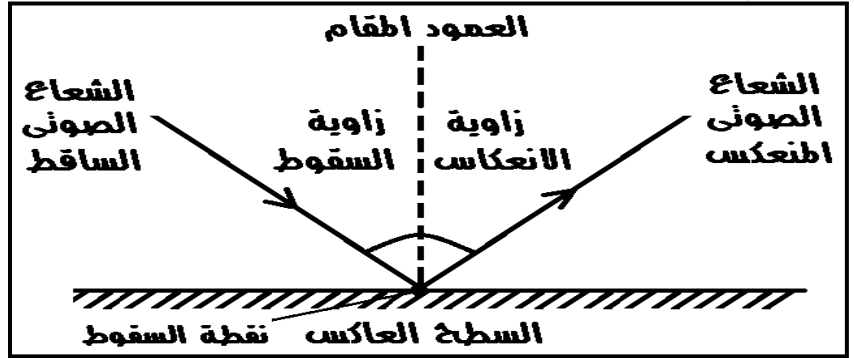 العمود المقام
الشعاع
الصوتى
المنعكس
زاوية
الانعكاس
زاوية
السقوط
الشعاع
الصوتى
الساقط
السطح العاكس
نقطة السقوط